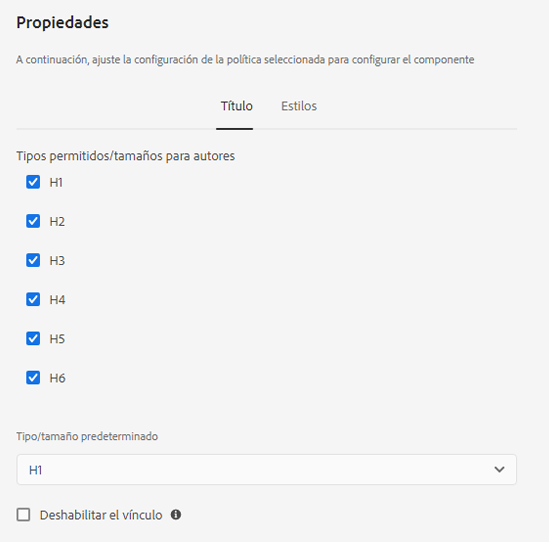 Propiedades
A continuación, ajuste la configuración de la política seleccionada para configurar el componente
Título Estilos
Tipos permitidos/tamaños para autores
H1
H2
H3
H4
H5
H6
Tipo/tamaño predeterminado
H1
Deshabilitar el vínculo